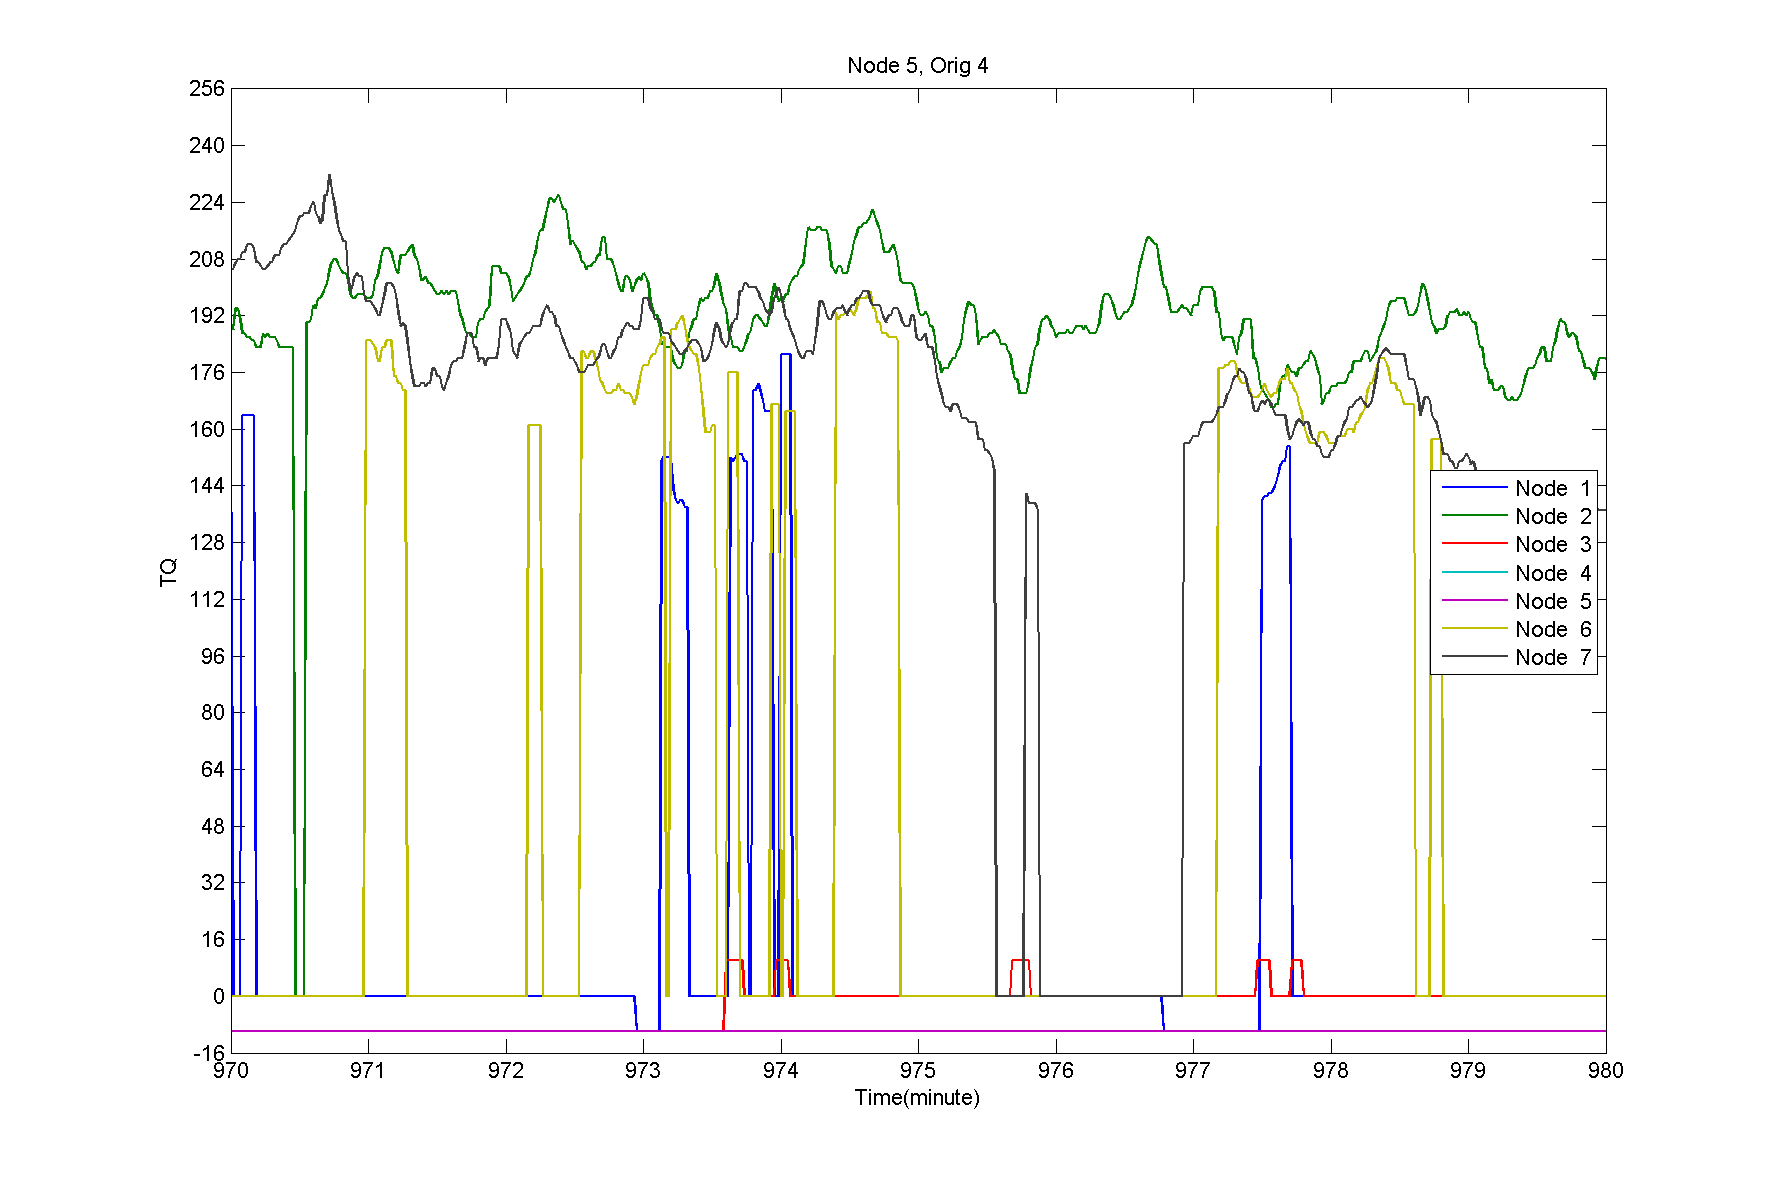 Node 5, Orig 4
256
240
224
208
192
176
160
144
128
112
96
80
64
48
32
16
0
-16
TQ
970 971 972 973 974 975 976 977 978 979 980
Time(minute)
Node 1
Node 2
Node 3
Node 4
Node 5
Node 6
Node 7